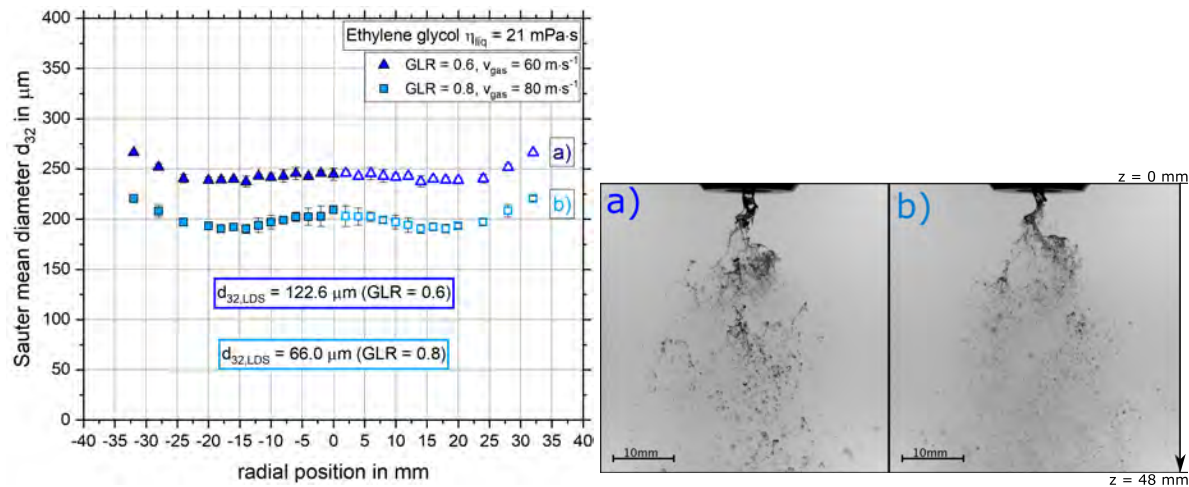 Ethylene glycol ηliq = 21 mPa·s
GLR = 0.6, vgas = 60 m·s-1
GLR = 0.8, vgas = 80 m·s-1
a)
b)
d32,LDS = 122.6 μm (GLR = 0.6)
d32,LDS = 66.0 μm (GLR = 0.8)
Sauter mean diameter d32 in μm
400
350
300
250
200
150
100
50
0
-40 -35 -30 -25 -20 -15 -10 -5 0 5 10 15 20 25 30 35 40
radial position in mm
z = 0 mm
a)
b)
10mm
10mm
z = 48 mm